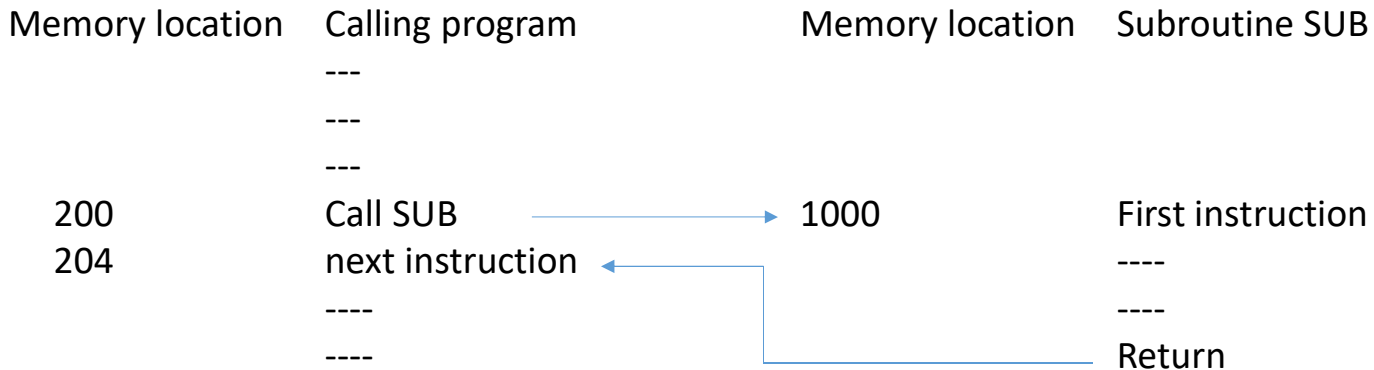 Memory location Calling program Memory location Subroutine SUB
---
---
---
200 Call SUB 1000 First instruction
204 next instruction ----
---- ----
---- Return